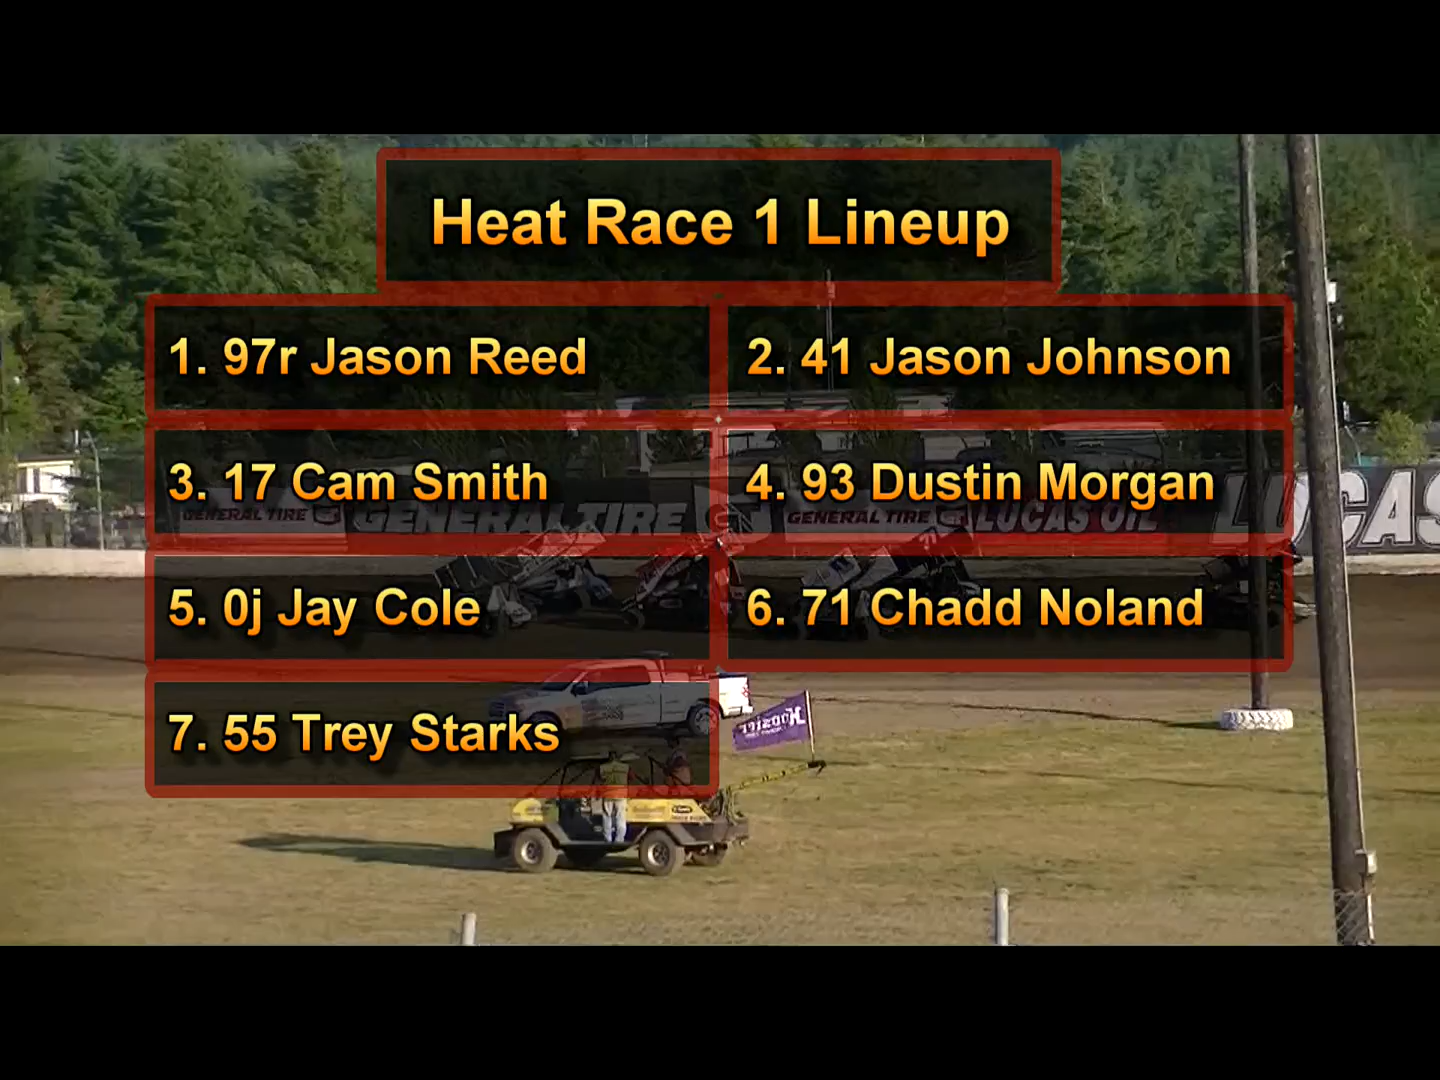 Heat Race 1 Lineup
1. 97r Jason Reed
2. 41 Jason Johnson
3. 17 Cam Smith
4. 93 Dustin Morgan
GENERAL TIRE
GENERAL TIRE
GENERAL TIRE
LUCAS OIL
LUCAS
5. 0j Jay Cole
6. 71 Chadd Noland
7. 55 Trey Starks
HOOSIER